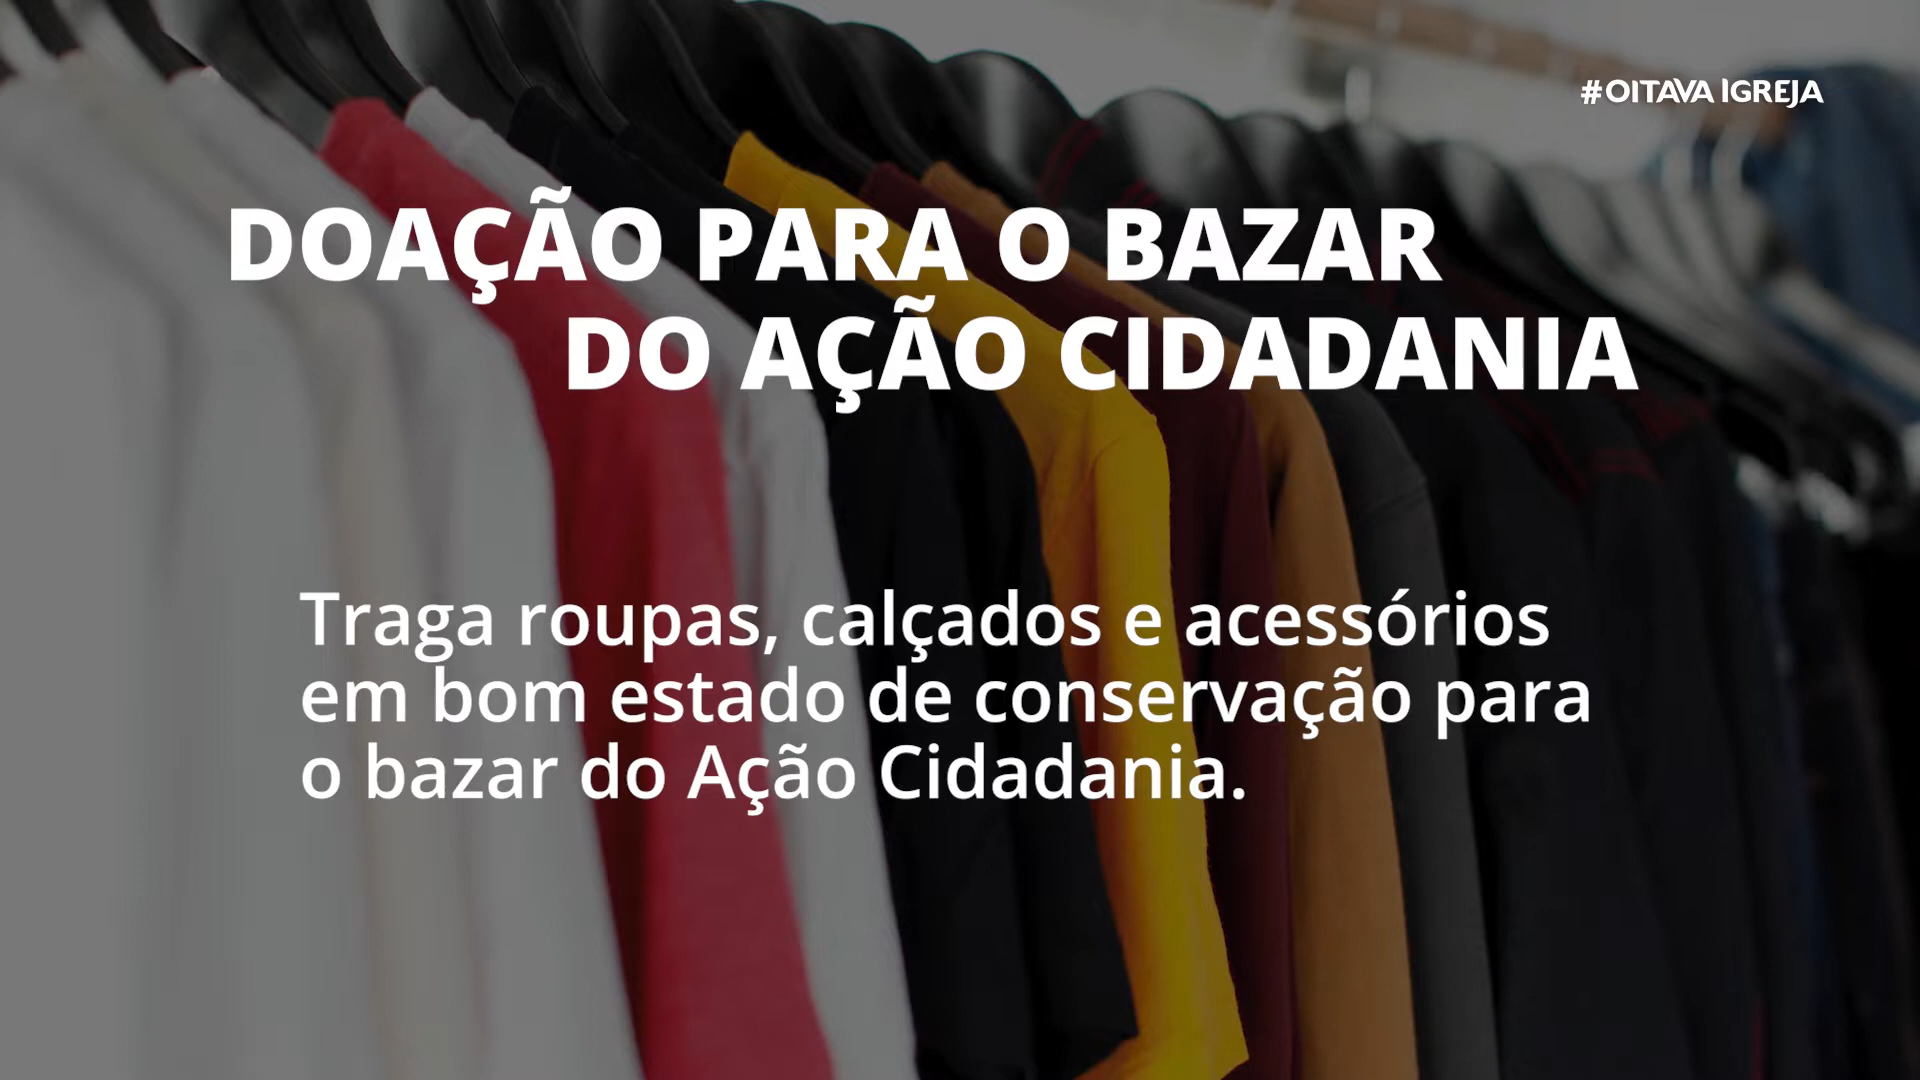 #OITAVA IGREJA
DOAÇÃO PARA O BAZAR
DO AÇÃO CIDADANIA
Traga roupas, calçados e acessórios
em bom estado de conservação para
o bazar do Ação Cidadania.